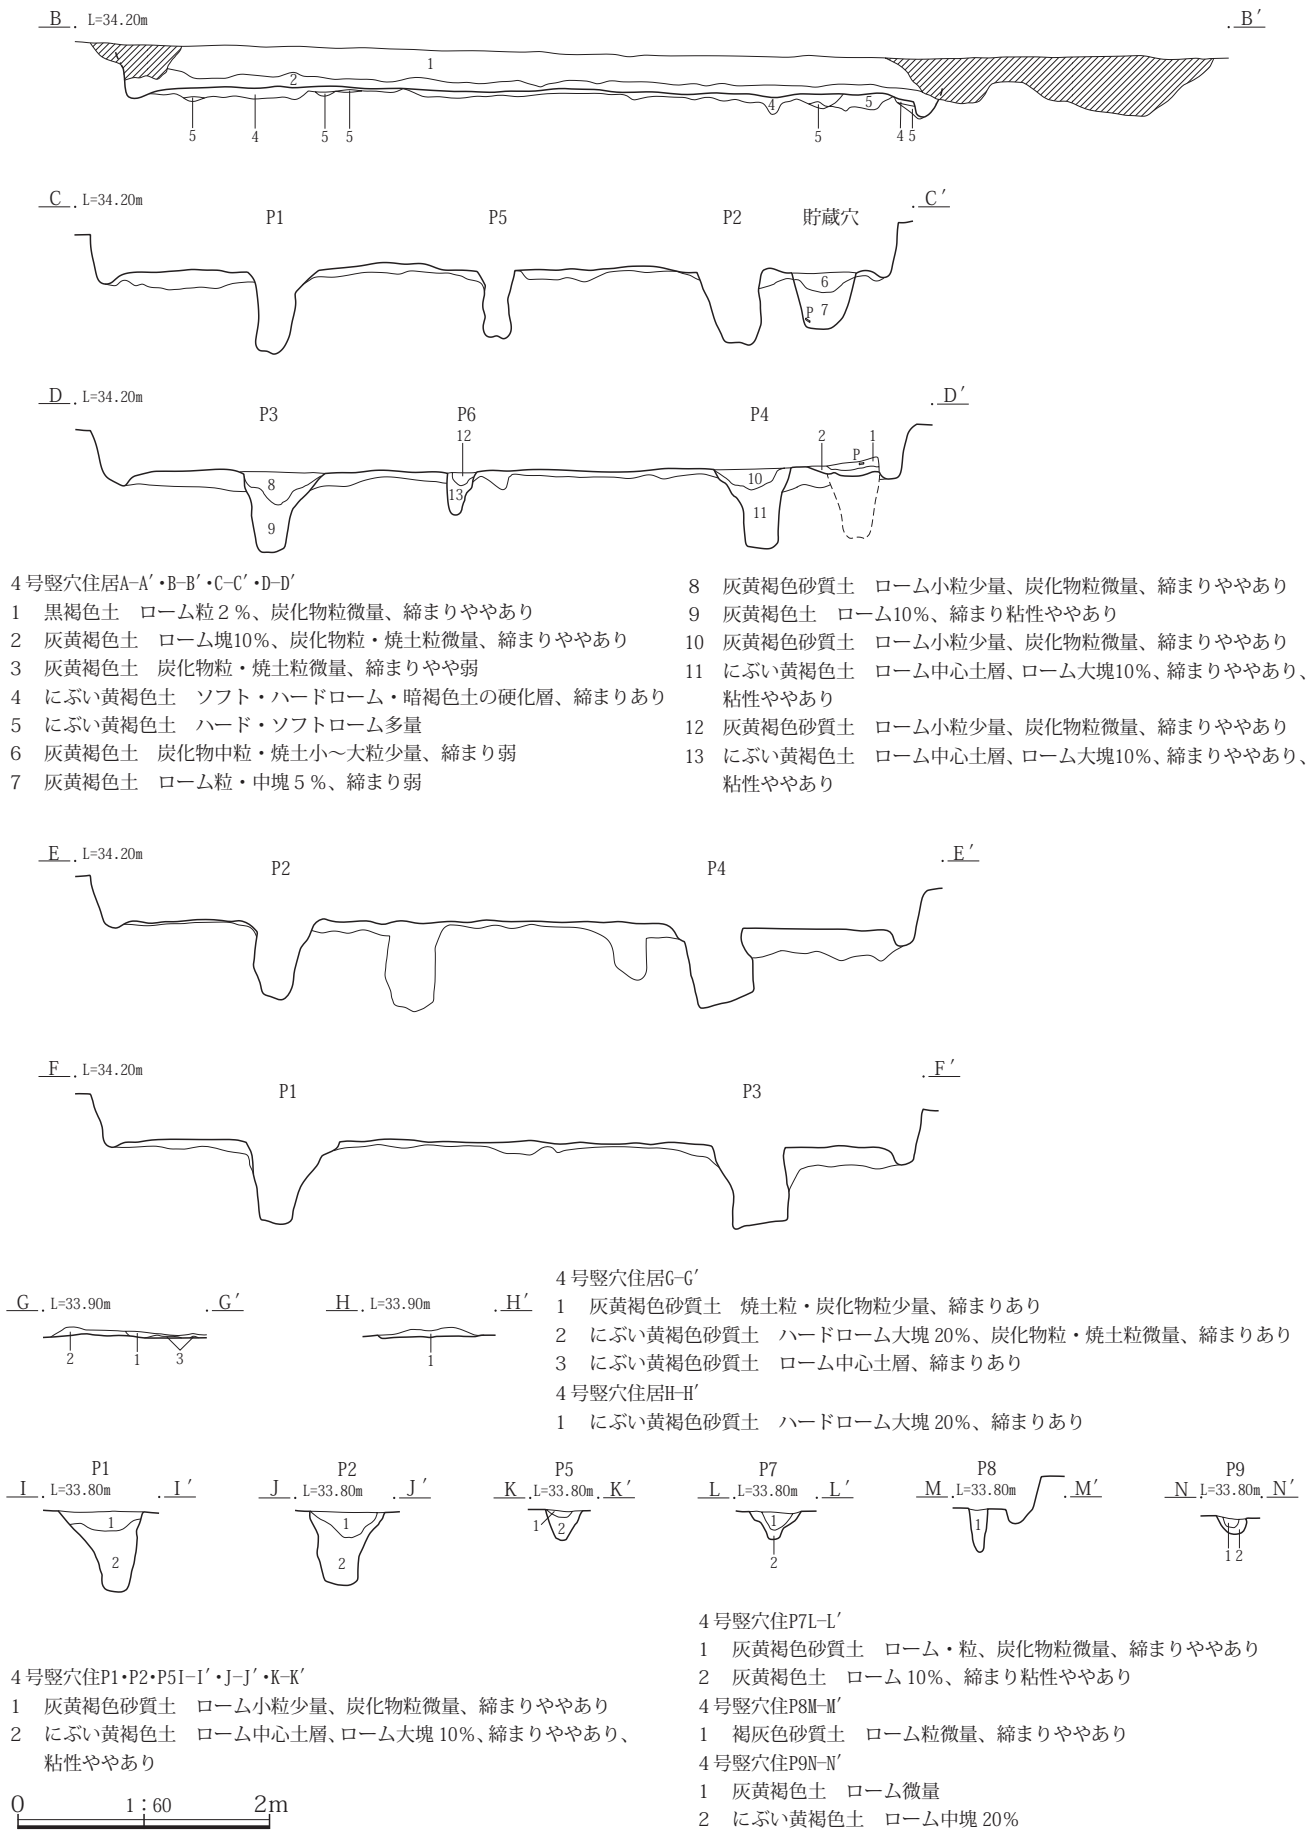 B L=34.20m B′
1
2
4 5
5 4 5 5 5 4 5
C L=34.20m C′
P1 P5 P2 貯蔵穴
6
P 7
D L=34.20m D′
P3 P6 P4
12 2 1
P
8 10
13
9 11
4号竪穴住居A-A′・B-B′・C-C′・D-D′
1 黒褐色土 ローム粒2%、炭化物粒微量、締まりややあり
2 灰黄褐色土 ローム塊10%、炭化物粒・焼土粒微量、締まりややあり
3 灰黄褐色土 炭化物粒・焼土粒微量、締まりやや弱
4 にぶい黄褐色土 ソフト・ハードローム・暗褐色土の硬化層、締まりあり
5 にぶい黄褐色土 ハード・ソフトローム多量
6 灰黄褐色土 炭化物中粒・焼土小～大粒少量、締まり弱
7 灰黄褐色土 ローム粒・中塊5%、締まり弱
8 灰黄褐色砂質土 ローム小粒少量、炭化物粒微量、締まりややあり
9 灰黄褐色土 ローム10%、締まり粘性ややあり
10 灰黄褐色砂質土 ローム小粒少量、炭化物粒微量、締まりややあり
11 にぶい黄褐色土 ローム中心土層、ローム大塊10%、締まりややあり、
粘性ややあり
12 灰黄褐色砂質土 ローム小粒少量、炭化物粒微量、締まりややあり
13 にぶい黄褐色土 ローム中心土層、ローム大塊10%、締まりややあり、
粘性ややあり
E L=34.20m E′
P2 P4
F L=34.20m F′
P1 P3
G L=33.90m G′ H L=33.90m H′
2 1 3 1
4号竪穴住居G-G′
1 灰黄褐色砂質土 焼土粒・炭化物粒少量、締まりあり
2 にぶい黄褐色砂質土 ハードローム大塊20%、炭化物粒・焼土粒微量、締まりあり
3 にぶい黄褐色砂質土 ローム中心土層、締まりあり
4号竪穴住居H-H′
1 にぶい黄褐色砂質土 ハードローム大塊20%、締まりあり
P1 P2 P5 P7 P8 P9
I L=33.80m I′ J L=33.80m J′ K L=33.80m K′ L L=33.80m L′ M L=33.80m M′ N L=33.80m N′
1 1 1 2 1 1
2 2 2 1 2
4号竪穴住P1・P2・P5I-I′・J-J′・K-K′
1 灰黄褐色砂質土 ローム小粒少量、炭化物粒微量、締まりややあり
2 にぶい黄褐色土 ローム中心土層、ローム大塊10%、締まりややあり、
粘性ややあり
0 1:60 2m
4号竪穴住P7L-L′
1 灰黄褐色砂質土 ローム・粒、炭化物粒微量、締まりややあり
2 灰黄褐色土 ローム10%、締まり粘性ややあり
4号竪穴住P8M-M′
1 褐灰色砂質土 ローム粒微量、締まりややあり
4号竪穴住P9N-N′
1 灰黄褐色土 ローム微量
2 にぶい黄褐色土 ローム中塊20%